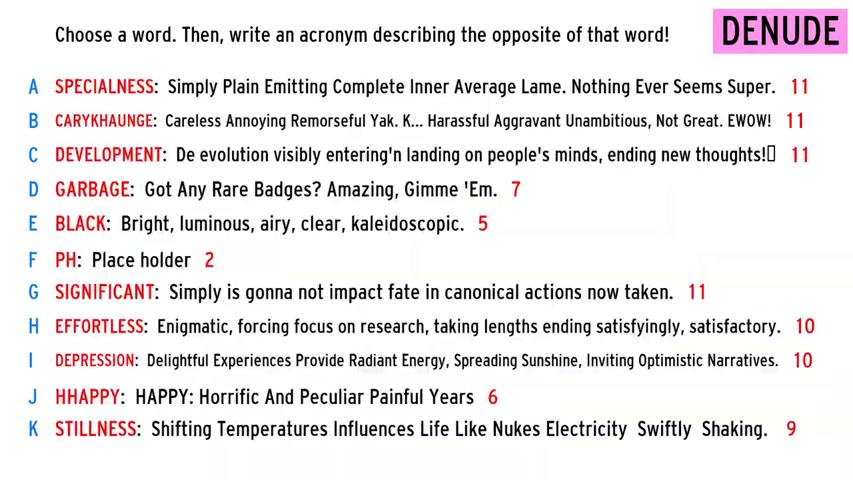 Choose a word. Then, write an acronym describing the opposite of that word!
DENUDE
A SPECIALNESS: Simply Plain Emitting Complete Inner Average Lame. Nothing Ever Seems Super. 11
B CARYKHAUNGE: Careless Annoying Remorseful Yak. K... Harassful Aggravant Unambitious, Not Great. EWOW! 11
C DEVELOPMENT: De evolution visibly entering'n landing on people's minds, ending new thoughts!▯ 11
D GARBAGE: Got Any Rare Badges? Amazing, Gimme 'Em. 7
E BLACK: Bright, luminous, airy, clear, kaleidoscopic. 5
F PH: Place holder 2
G SIGNIFICANT: Simply is gonna not impact fate in canonical actions now taken. 11
H EFFORTLESS: Enigmatic, forcing focus on research, taking lengths ending satisfyingly, satisfactory. 10
I DEPRESSION: Delightful Experiences Provide Radiant Energy, Spreading Sunshine, Inviting Optimistic Narratives. 10
J HHAPPY: HAPPY: Horrific And Peculiar Painful Years 6
K STILLNESS: Shifting Temperatures Influences Life Like Nukes Electricity Swiftly Shaking. 9